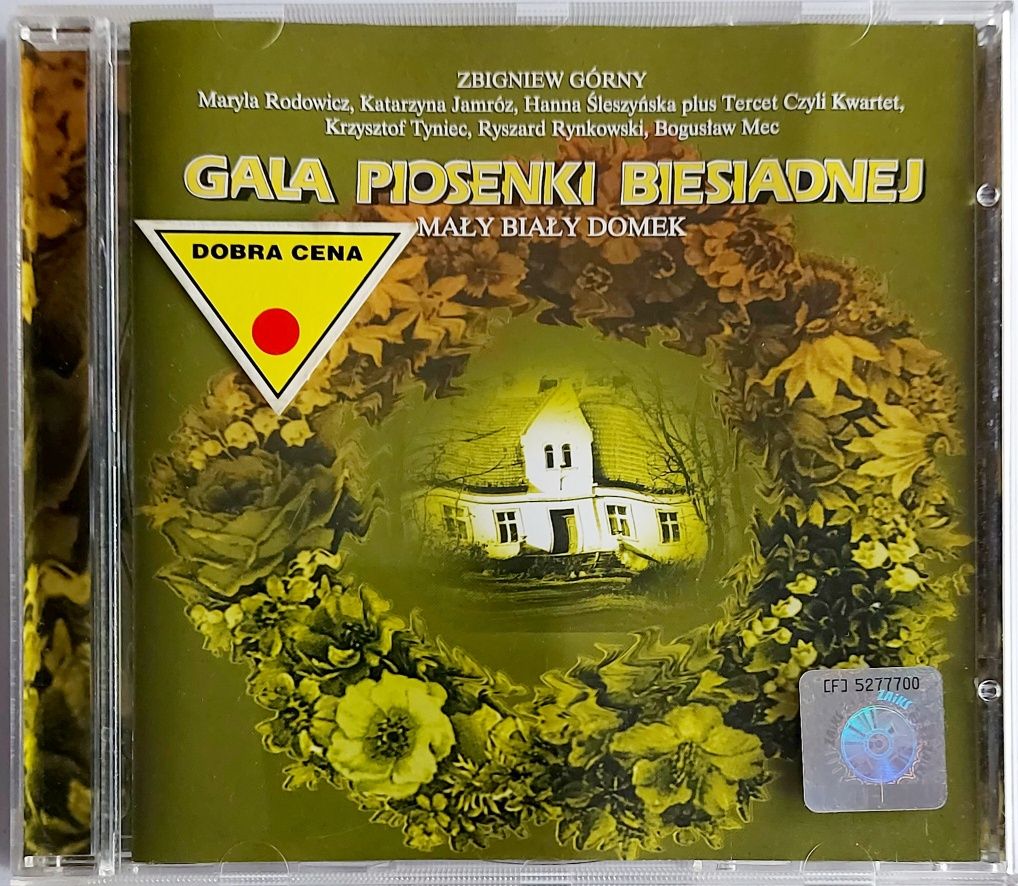 ZBIGNIEW GÓRNY
Maryla Rodowicz, Katarzyna Jamróz, Hanna Śleszyńska plus Tercet Czyli Kwartet,
Krzysztof Tyniec, Ryszard Rynkowski, Bogusław Mec
GALA PIOSENKI BIESIADNEJ
MAŁY BIAŁY DOMEK
DOBRA CENA
[F] 5277700
ZAiKS